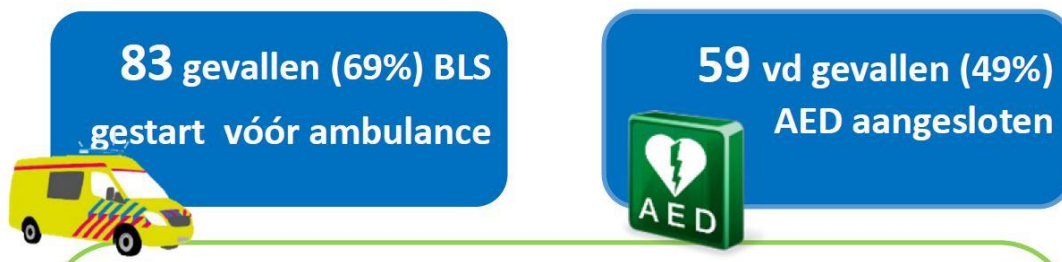 83 gevallen (69%) BLS
gestart vóór ambulance
59 vd gevallen (49%)
AED aangesloten
AED